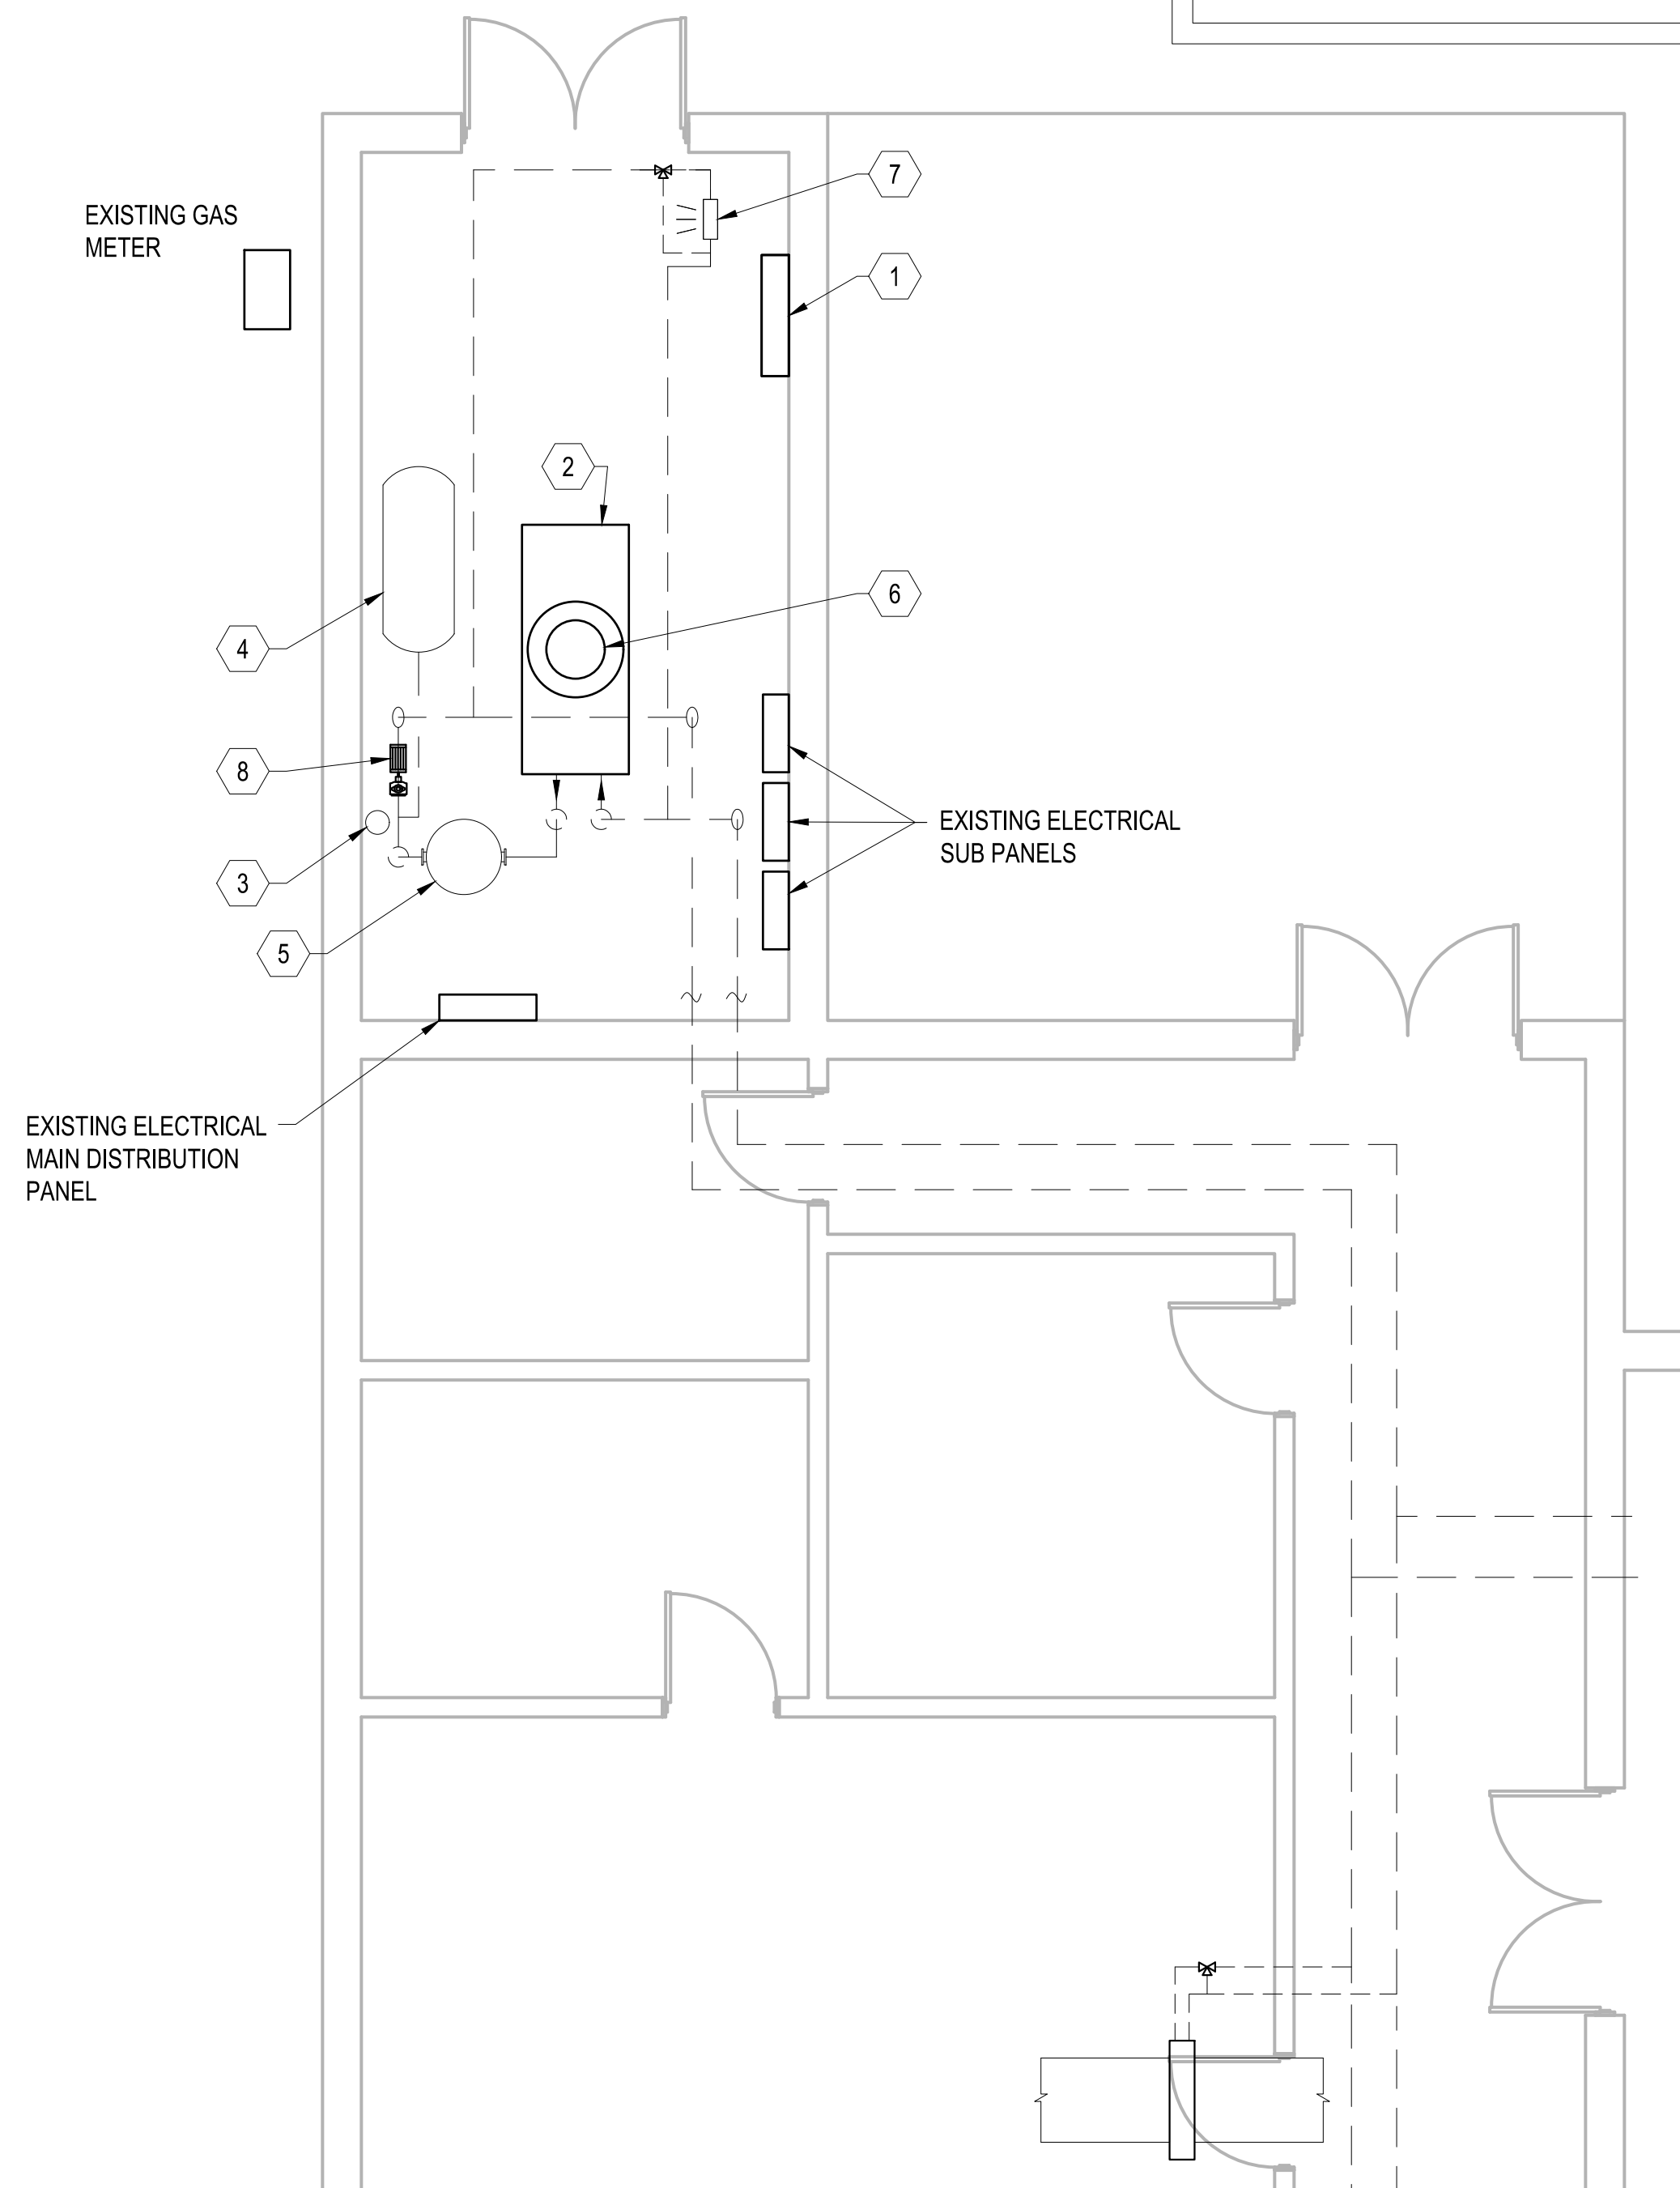 7
EXISTING GAS
METER
1
2
6
4
8
EXISTING ELECTRICAL
SUB PANELS
3
5
EXISTING ELECTRICAL
MAIN DISTRIBUTION
PANEL